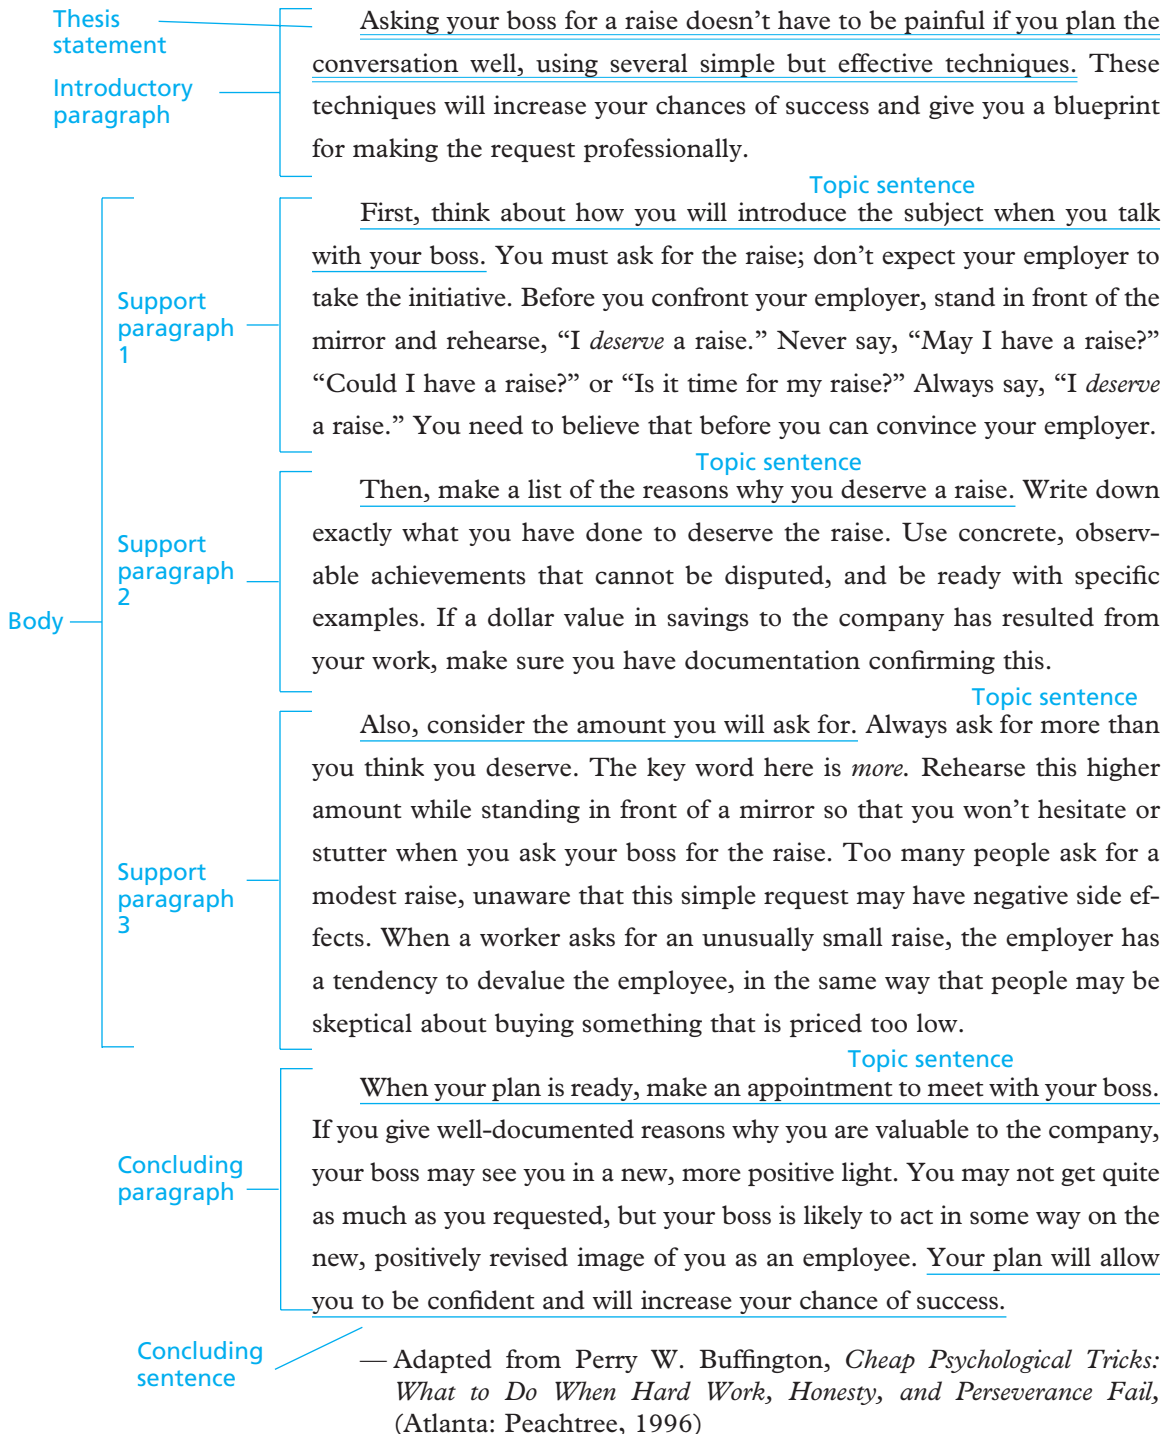 Thesis
statement
Introductory
paragraph
Asking your boss for a raise doesn’t have to be painful if you plan the
conversation well, using several simple but effective techniques. These
techniques will increase your chances of success and give you a blueprint
for making the request professionally.
Body
Support
paragraph
1
Topic sentence
First, think about how you will introduce the subject when you talk
with your boss. You must ask for the raise; don’t expect your employer to
take the initiative. Before you confront your employer, stand in front of the
mirror and rehearse, “I deserve a raise.” Never say, “May I have a raise?”
“Could I have a raise?” or “Is it time for my raise?” Always say, “I deserve
a raise.” You need to believe that before you can convince your employer.
Support
paragraph
2
Topic sentence
Then, make a list of the reasons why you deserve a raise. Write down
exactly what you have done to deserve the raise. Use concrete, observ-
able achievements that cannot be disputed, and be ready with specific
examples. If a dollar value in savings to the company has resulted from
your work, make sure you have documentation confirming this.
Support
paragraph
3
Topic sentence
Also, consider the amount you will ask for. Always ask for more than
you think you deserve. The key word here is more. Rehearse this higher
amount while standing in front of a mirror so that you won’t hesitate or
stutter when you ask your boss for the raise. Too many people ask for a
modest raise, unaware that this simple request may have negative side ef-
fects. When a worker asks for an unusually small raise, the employer has
a tendency to devalue the employee, in the same way that people may be
skeptical about buying something that is priced too low.
Concluding
paragraph
Topic sentence
When your plan is ready, make an appointment to meet with your boss.
If you give well-documented reasons why you are valuable to the company,
your boss may see you in a new, more positive light. You may not get quite
as much as you requested, but your boss is likely to act in some way on the
new, positively revised image of you as an employee. Your plan will allow
you to be confident and will increase your chance of success.
Concluding
sentence
— Adapted from Perry W. Buffington, Cheap Psychological Tricks:
What to Do When Hard Work, Honesty, and Perseverance Fail,
(Atlanta: Peachtree, 1996)